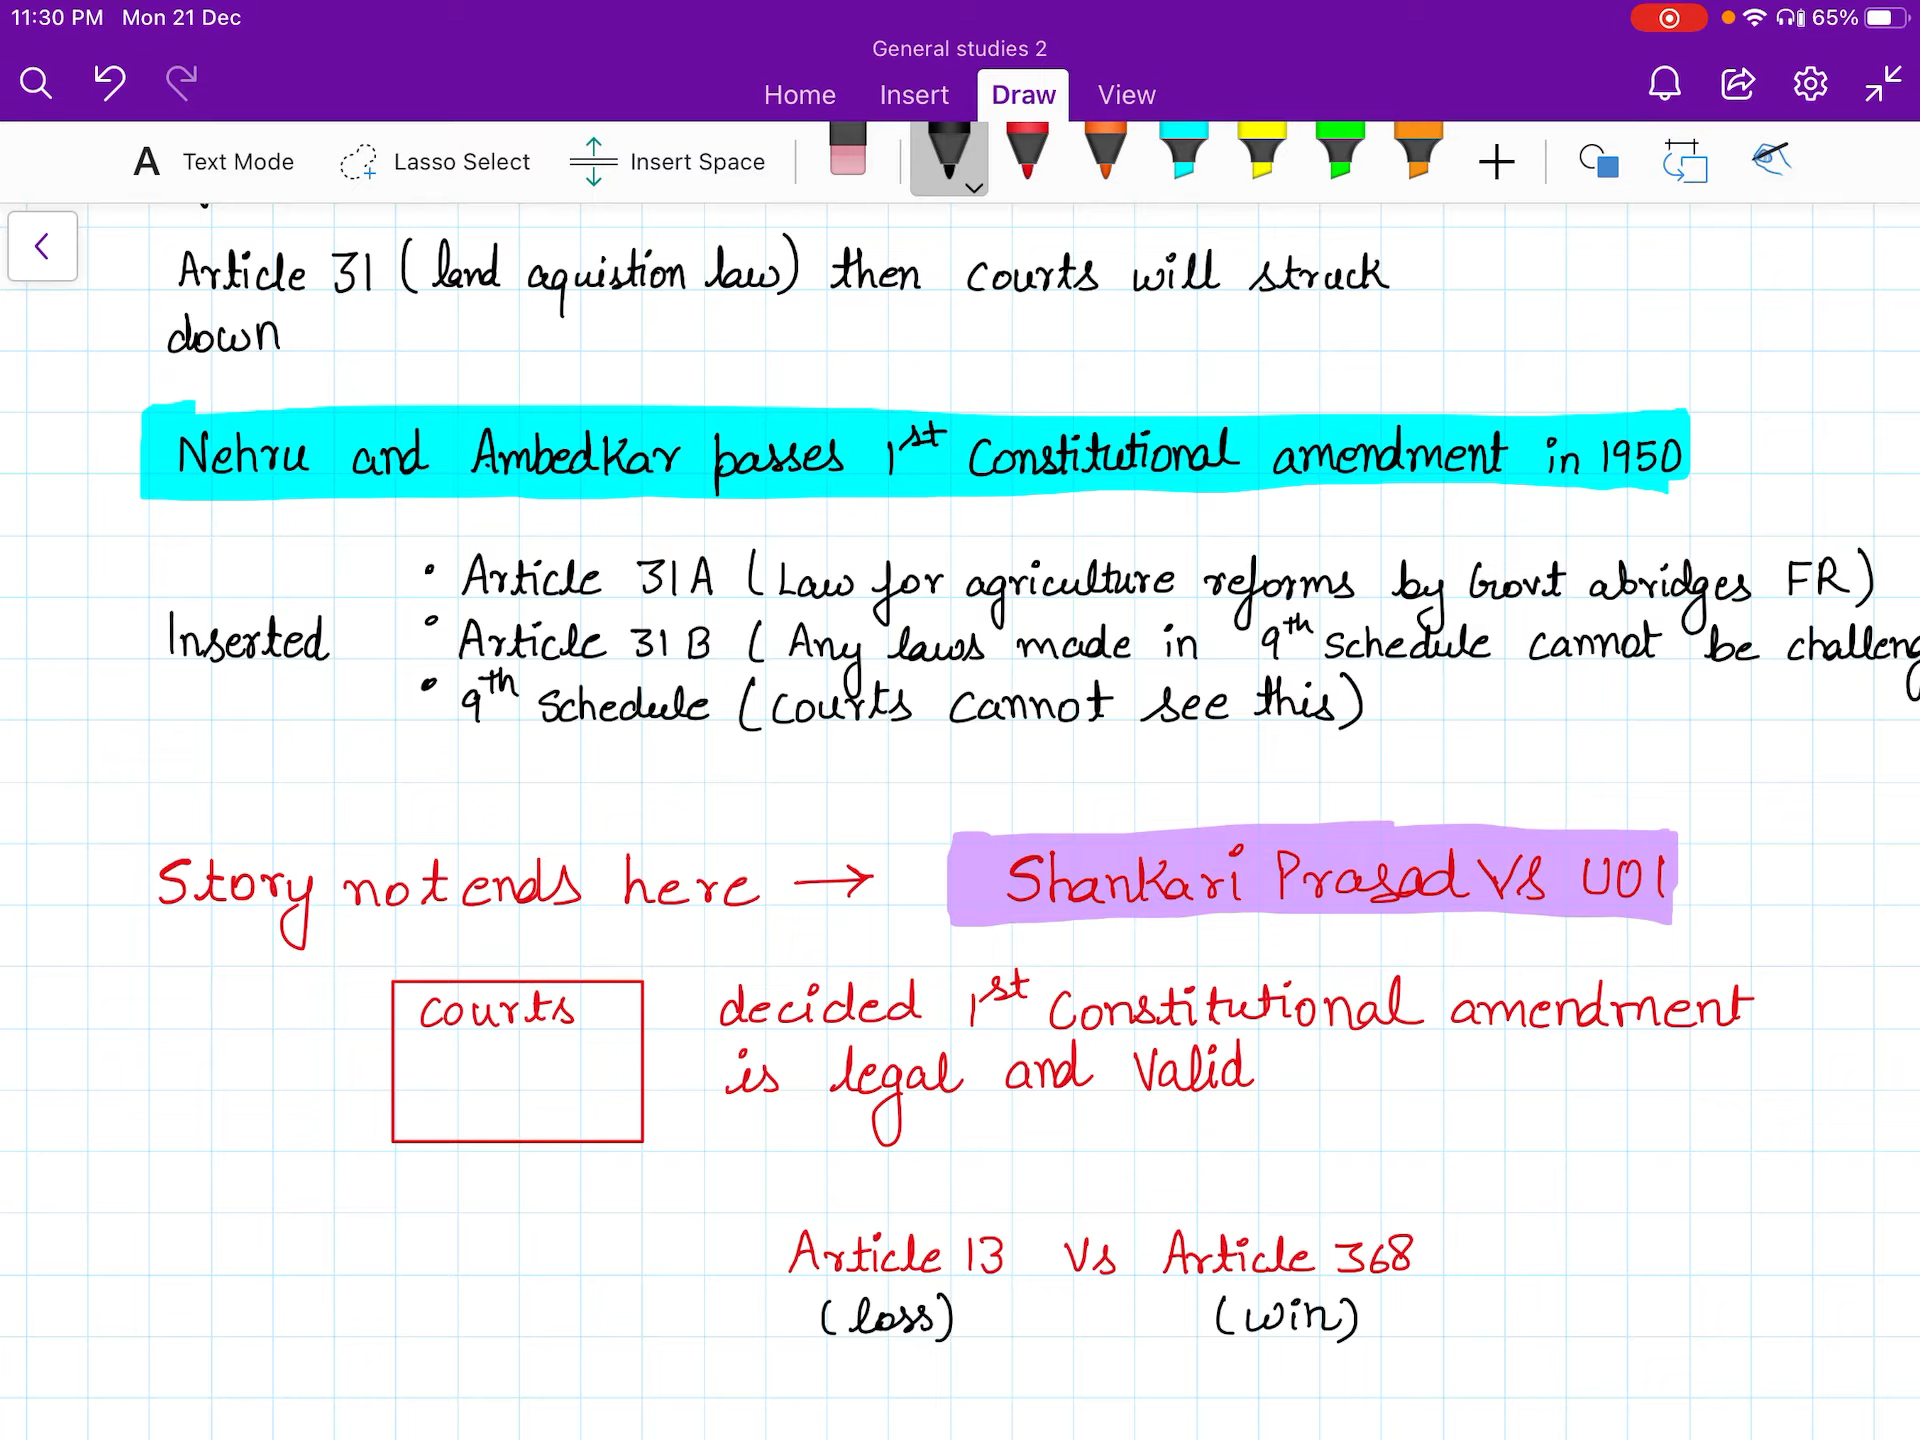 11:30 PM Mon 21 Dec
65%
General studies 2
Home Insert Draw View
A Text Mode Lasso Select Insert Space
Article 31 ( land aquistion law) then courts will struck
down
Nehru and Ambedkar passes 1st Constitutional amendment in 1950
• Article 31A ( Law for agriculture reforms by Govt abridges FR)
Inserted • Article 31B ( Any laws made in 9th schedule cannot be challeng
• 9th Schedule ( courts cannot see this)
Story not ends here → Shankari Prasad Vs UOI
courts decided 1st Constitutional amendment
is legal and Valid
Article 13 Vs Article 368
( loss) (win)